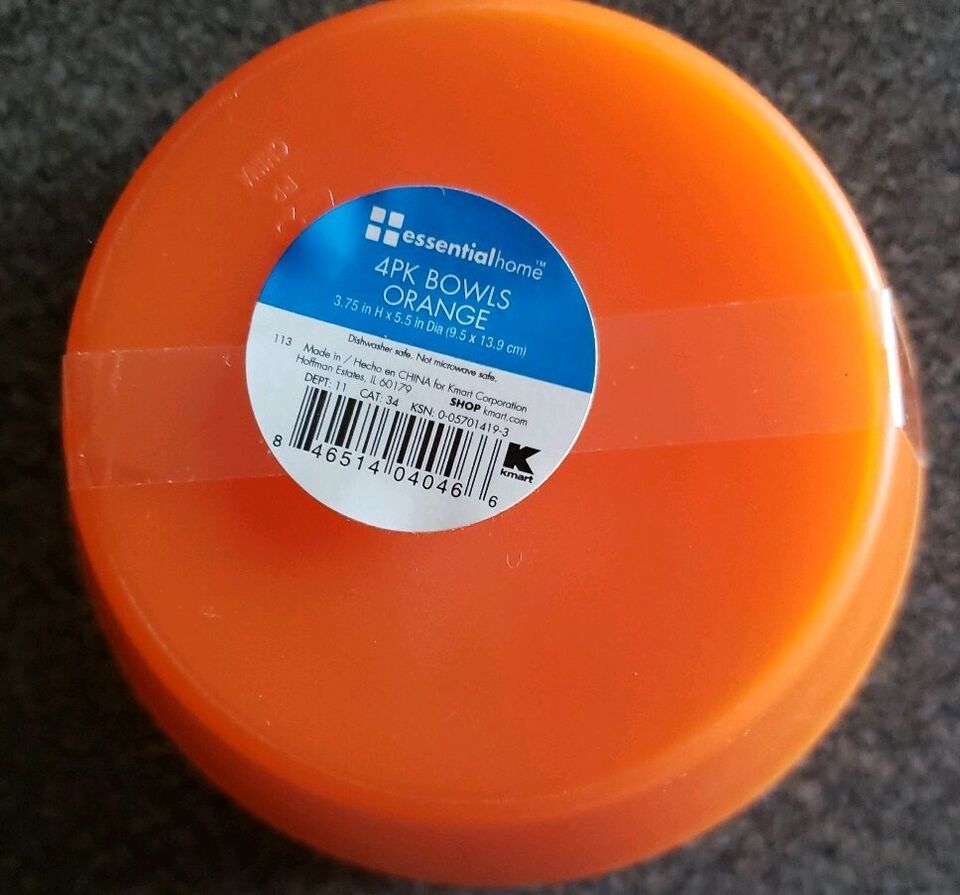 essentialhome™
4PK BOWLS
ORANGE
3.75 in H x 5.5 in Dia (9.5 x 13.9 cm)
Dishwasher safe. Not microwave safe.
113
Made in / Hecho en CHINA for Kmart Corporation
Hoffman Estates, IL 60179 SHOP kmart.com
DEPT: 11 CAT: 34 KSN: 0-05701419-3
8 46514 04046 6
K
kmart
CHINA